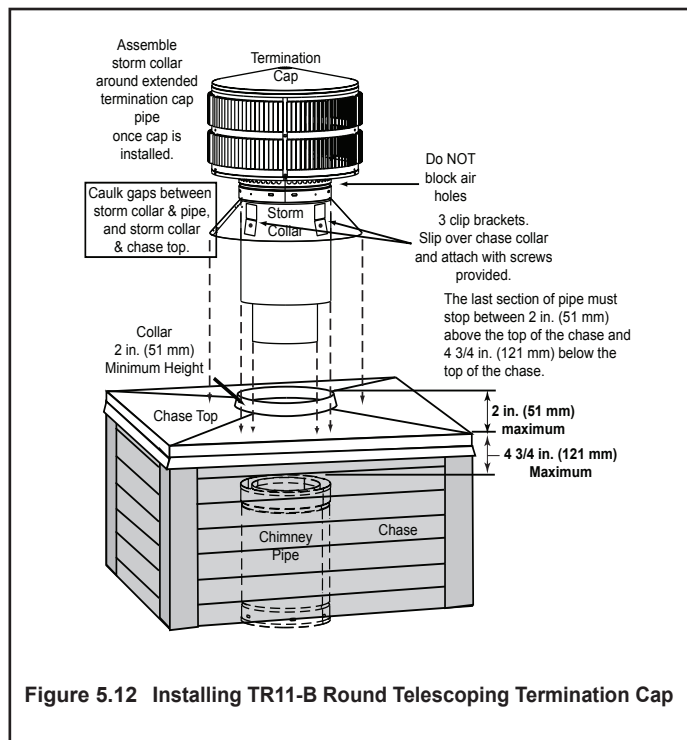 Assemble
storm collar
around extended
termination cap
pipe
once cap is
installed.
Termination
Cap
Do NOT
block air
holes
Caulk gaps between
storm collar & pipe,
and storm collar
& chase top.
Storm
Collar
3 clip brackets.
Slip over chase collar
and attach with screws
provided.
The last section of pipe must
stop between 2 in. (51 mm)
above the top of the chase and
4 3/4 in. (121 mm) below the
top of the chase.
Collar
2 in. (51 mm)
Minimum Height
Chase Top
2 in. (51 mm)
maximum
4 3/4 in. (121 mm)
Maximum
Chimney
Pipe
Chase
Figure 5.12 Installing TR11-B Round Telescoping Termination Cap